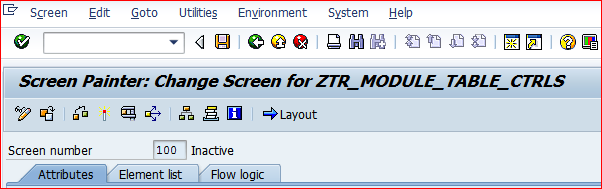 Screen Edit Goto Utilities Environment System Help
Screen Painter: Change Screen for ZTR_MODULE_TABLE_CTRLS
Layout
Screen number 100 Inactive
Attributes Element list Flow logic